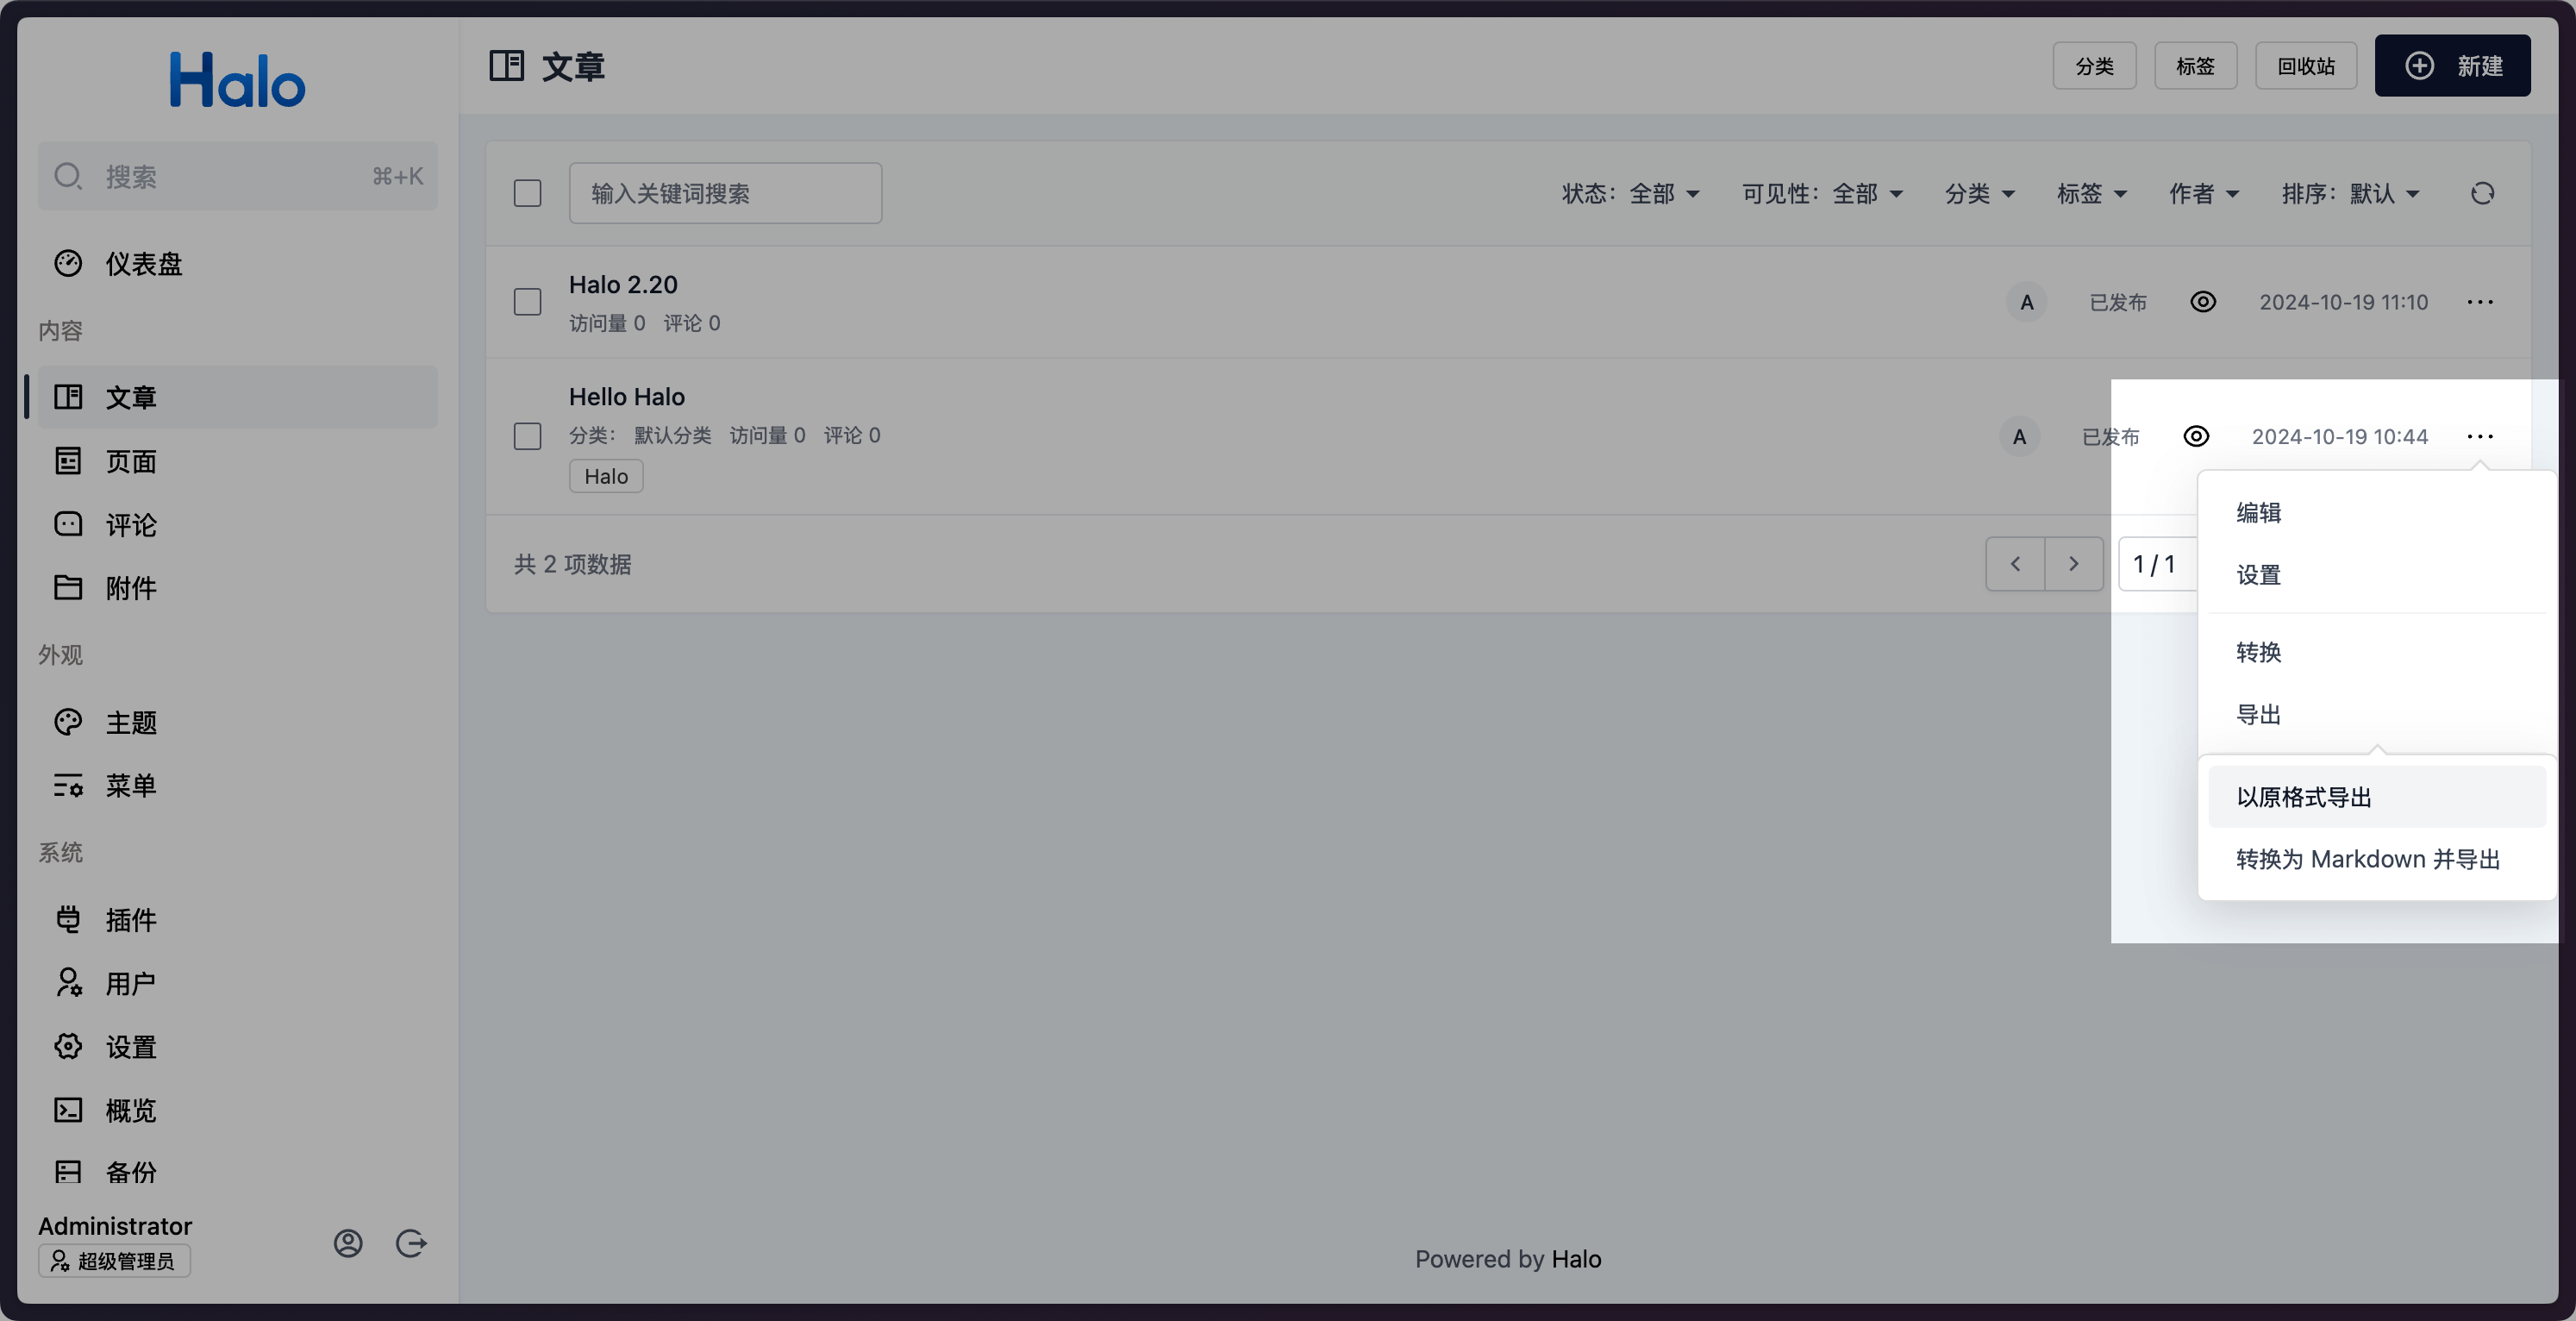 Halo
搜索 ⌘+K
仪表盘
内容
文章
页面
评论
附件
外观
主题
菜单
系统
插件
用户
设置
概览
备份
Administrator
超级管理员
文章
分类 标签 回收站 新建
输入关键词搜索 状态：全部 可见性：全部 分类 标签 作者 排序：默认
Halo 2.20
访问量 0 评论 0
A 已发布 2024-10-19 11:10
Hello Halo
分类： 默认分类 访问量 0 评论 0
Halo
A 已发布 2024-10-19 10:44
共 2 项数据 1 / 1
编辑
设置
转换
导出
以原格式导出
转换为 Markdown 并导出
Powered by Halo